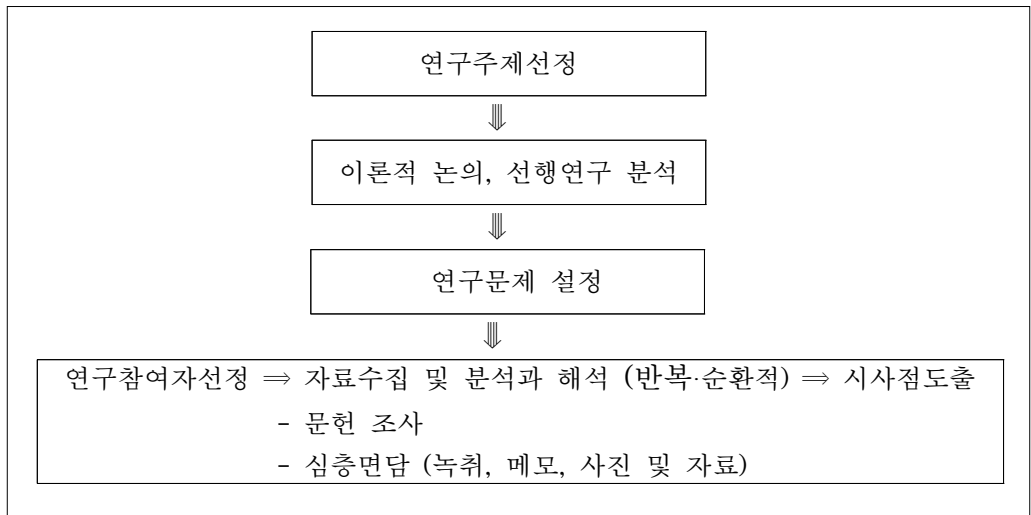 연구주제선정
⇓
이론적 논의, 선행연구 분석
⇓
연구문제 설정
⇓
연구참여자선정 ⇒ 자료수집 및 분석과 해석 (반복·순환적) ⇒ 시사점도출
- 문헌 조사
- 심층면담 (녹취, 메모, 사진 및 자료)